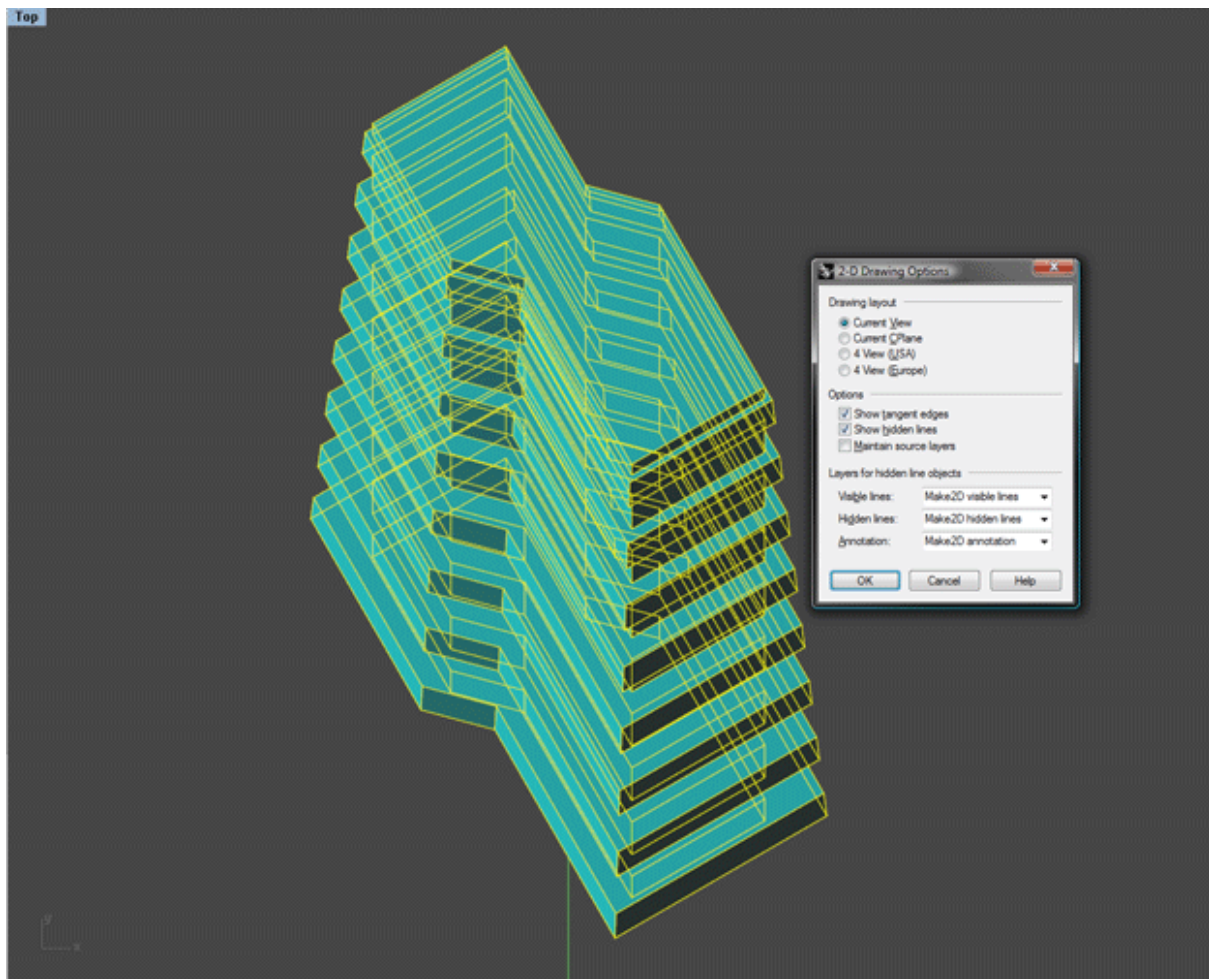 Top
2-D Drawing Options
Drawing layout
Current View
Current CPlane
4 View (USA)
4 View (Europe)
Options
Show tangent edges
Show hidden lines
Maintain source layers
Layers for hidden line objects
Visible lines: Make2D visible lines
Hidden lines: Make2D hidden lines
Annotation: Make2D annotation
OK Cancel Help
y
x